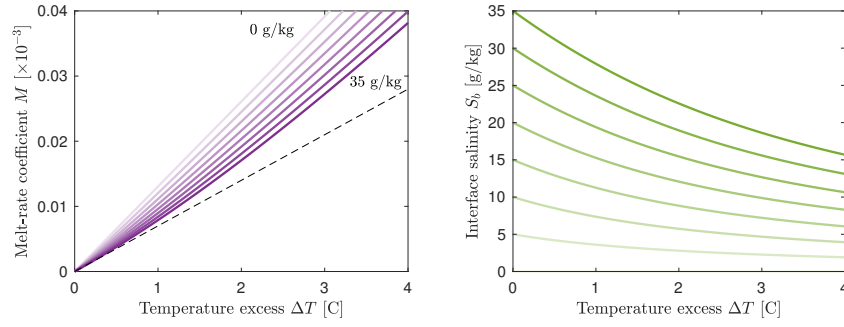 0.04
0.03
0.02
0.01
0
Melt-rate coefficient M [×10⁻³]
0 g/kg
35 g/kg
0 1 2 3 4
Temperature excess ΔT [C]
35
30
25
20
15
10
5
0
Interface salinity S_b [g/kg]
0 1 2 3 4
Temperature excess ΔT [C]